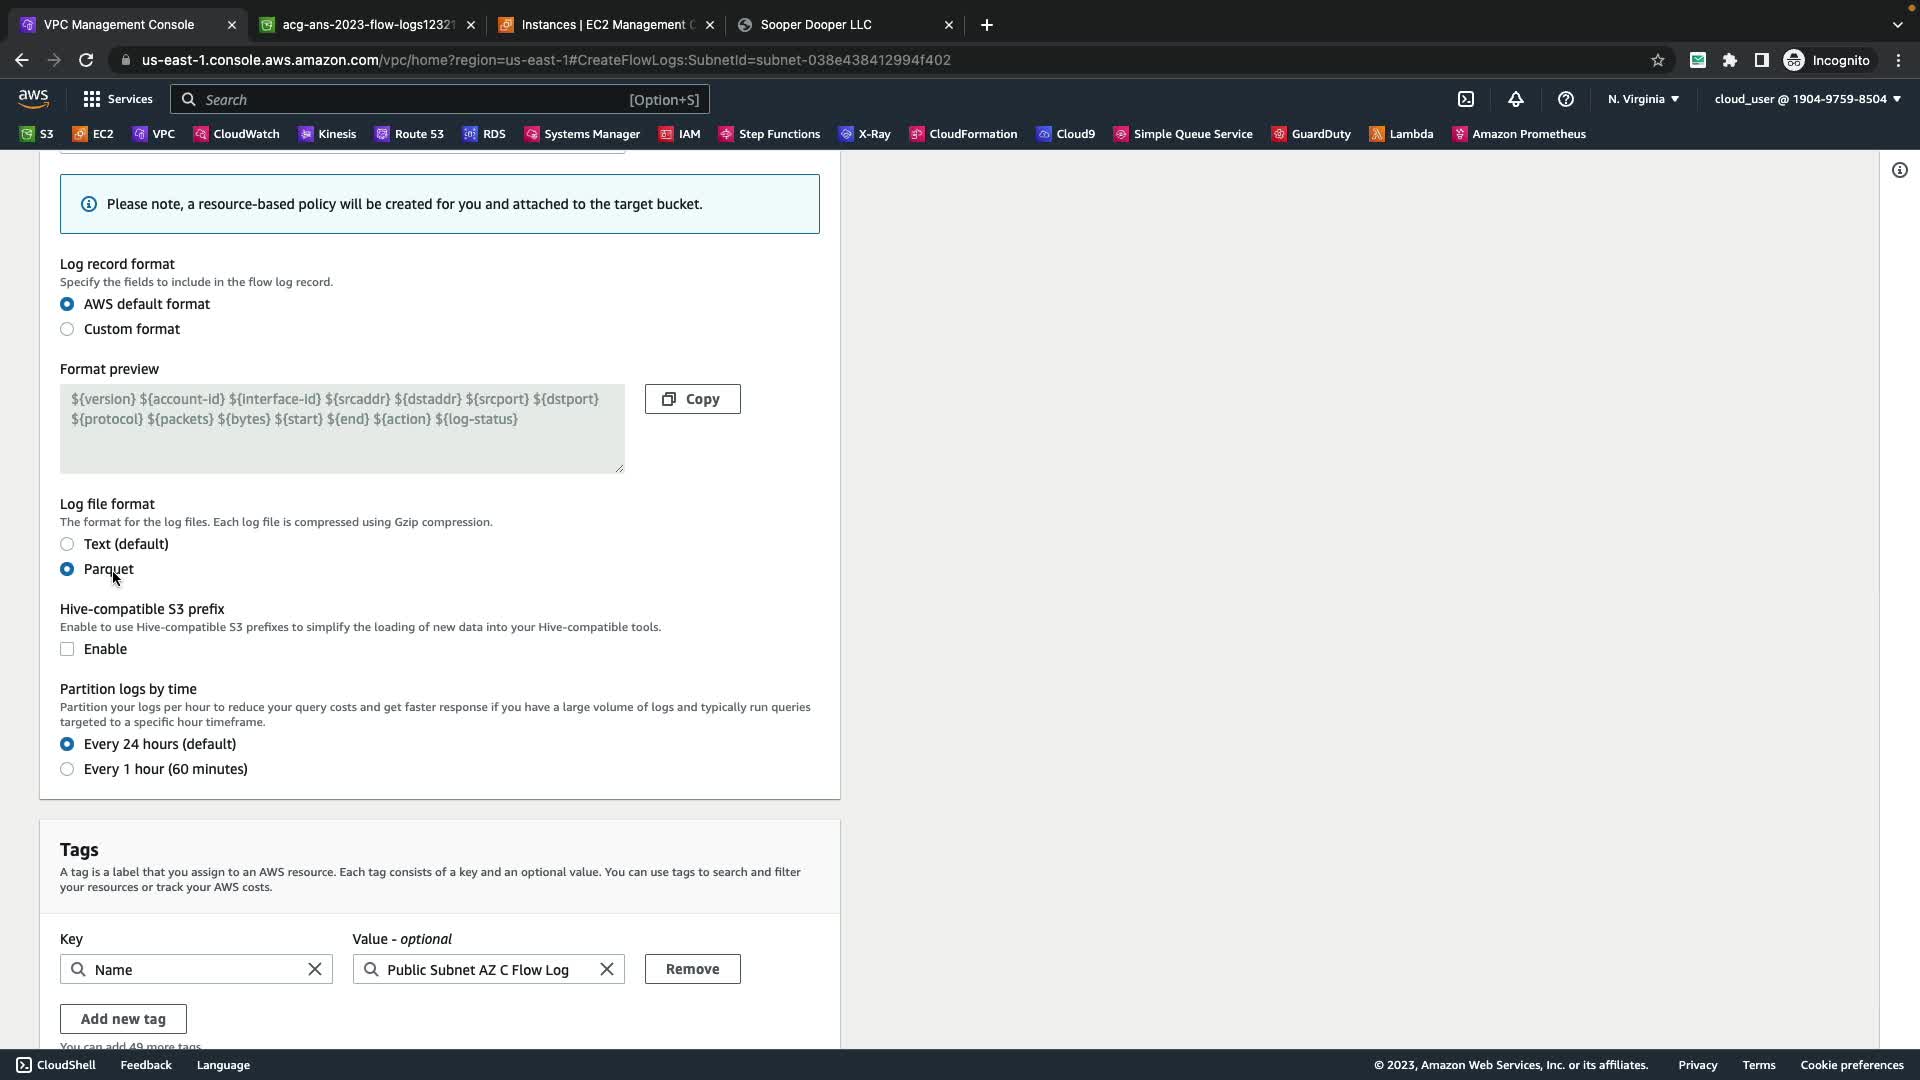 VPC Management Console
acg-ans-2023-flow-logs12321
Instances | EC2 Management C
Sooper Dooper LLC
us-east-1.console.aws.amazon.com/vpc/home?region=us-east-1#CreateFlowLogs:SubnetId=subnet-038e438412994f402
Incognito
aws
Services
Search
[Option+S]
N. Virginia
cloud_user @ 1904-9759-8504
S3
EC2
VPC
CloudWatch
Kinesis
Route 53
RDS
Systems Manager
IAM
Step Functions
X-Ray
CloudFormation
Cloud9
Simple Queue Service
GuardDuty
Lambda
Amazon Prometheus
Please note, a resource-based policy will be created for you and attached to the target bucket.
Log record format
Specify the fields to include in the flow log record.
AWS default format
Custom format
Format preview
${version} ${account-id} ${interface-id} ${srcaddr} ${dstaddr} ${srcport} ${dstport}
${protocol} ${packets} ${bytes} ${start} ${end} ${action} ${log-status}
Copy
Log file format
The format for the log files. Each log file is compressed using Gzip compression.
Text (default)
Parquet
Hive-compatible S3 prefix
Enable to use Hive-compatible S3 prefixes to simplify the loading of new data into your Hive-compatible tools.
Enable
Partition logs by time
Partition your logs per hour to reduce your query costs and get faster response if you have a large volume of logs and typically run queries
targeted to a specific hour timeframe.
Every 24 hours (default)
Every 1 hour (60 minutes)
Tags
A tag is a label that you assign to an AWS resource. Each tag consists of a key and an optional value. You can use tags to search and filter
your resources or track your AWS costs.
Key
Value - optional
Name
Public Subnet AZ C Flow Log
Remove
Add new tag
You can add 49 more tags
CloudShell
Feedback
Language
© 2023, Amazon Web Services, Inc. or its affiliates.
Privacy
Terms
Cookie preferences